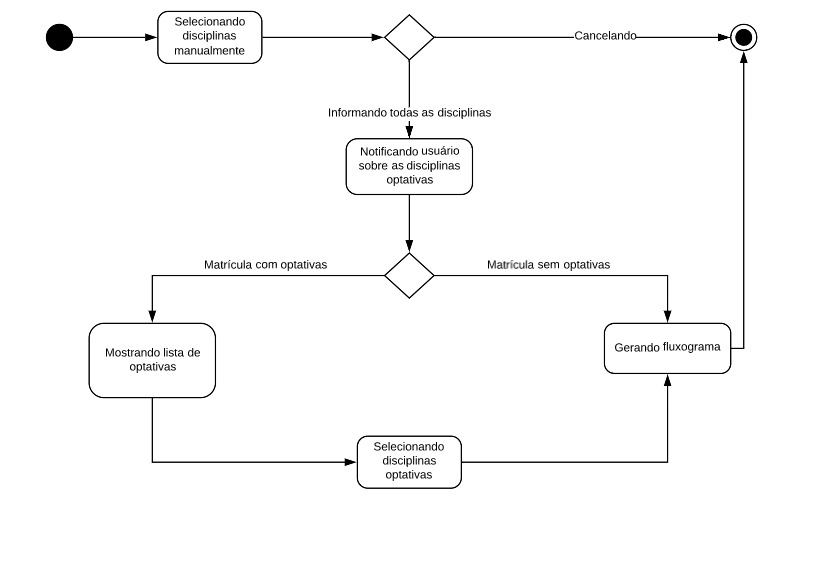 Selecionando
disciplinas
manualmente
Cancelando
Informando todas as disciplinas
Notificando usuário
sobre as disciplinas
optativas
Matrícula com optativas
Matrícula sem optativas
Mostrando lista de
optativas
Gerando fluxograma
Selecionando
disciplinas
optativas